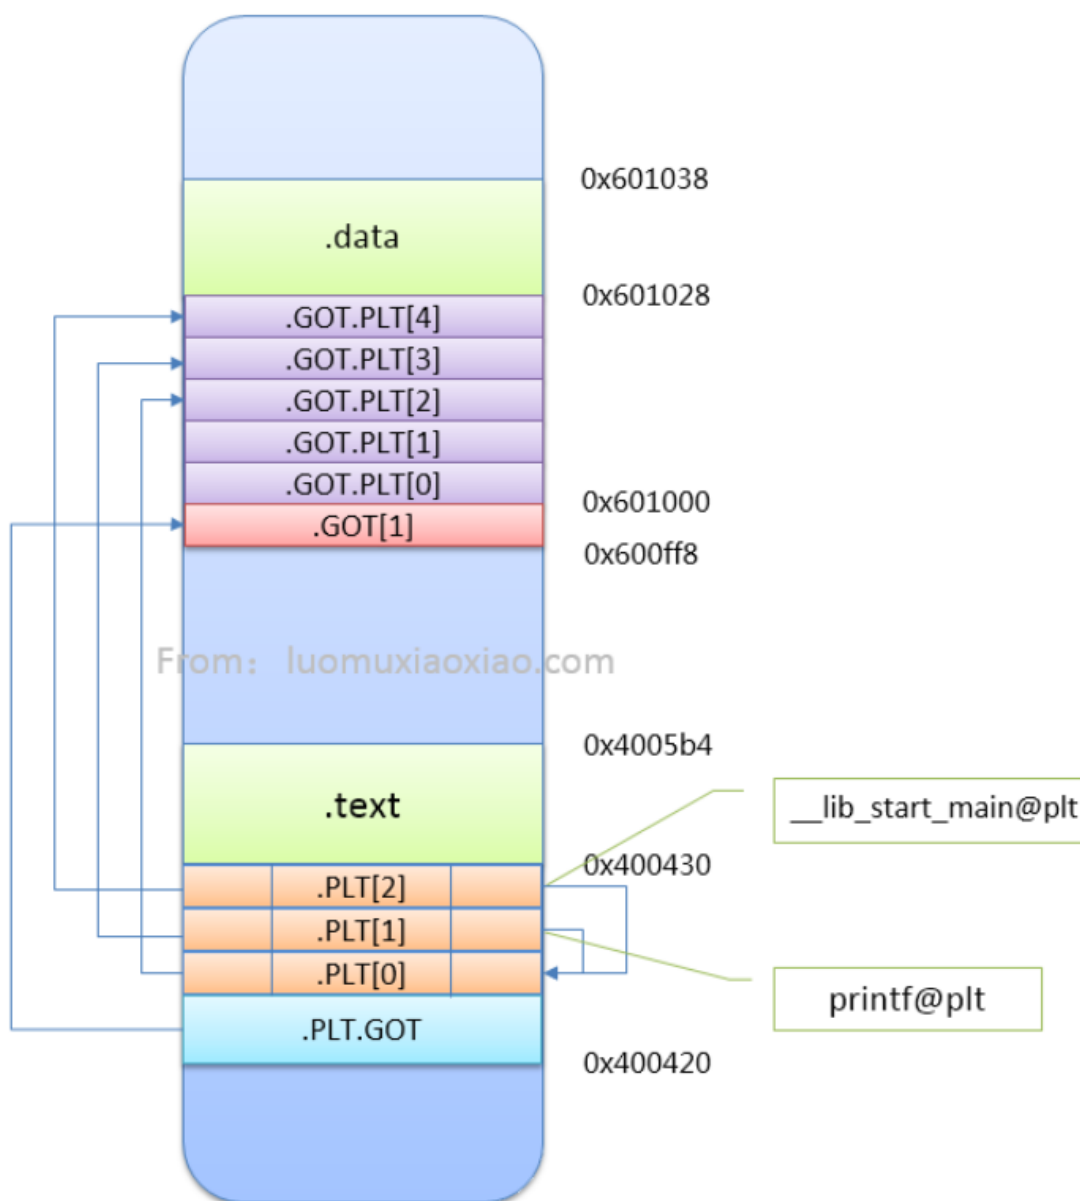 0x601038
.data
0x601028
.GOT.PLT[4]
.GOT.PLT[3]
.GOT.PLT[2]
.GOT.PLT[1]
.GOT.PLT[0]
0x601000
.GOT[1]
0x600ff8
From： luomuxiaoxiao.com
0x4005b4
.text
__lib_start_main@plt
0x400430
.PLT[2]
.PLT[1]
.PLT[0]
printf@plt
.PLT.GOT
0x400420